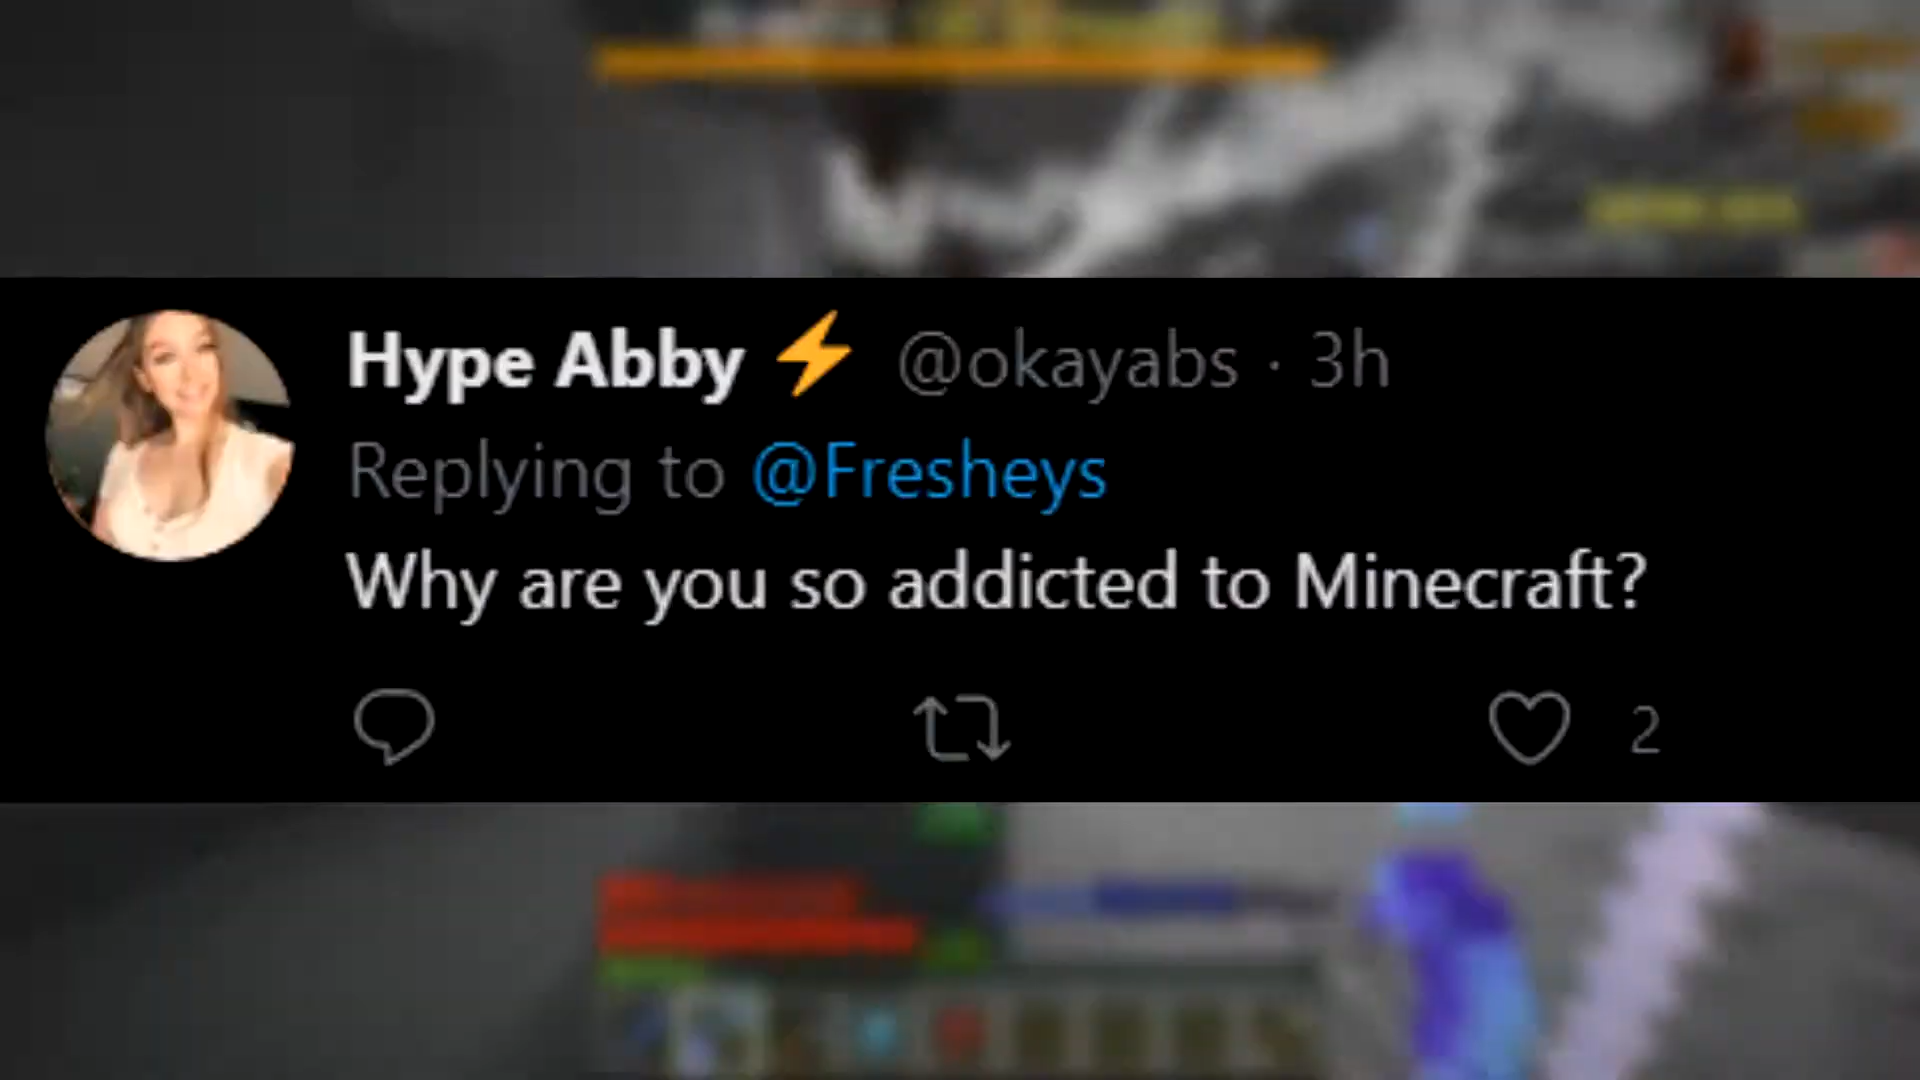 Hype Abby ⚡ @okayabs · 3h
Replying to @Fresheys
Why are you so addicted to Minecraft?
2